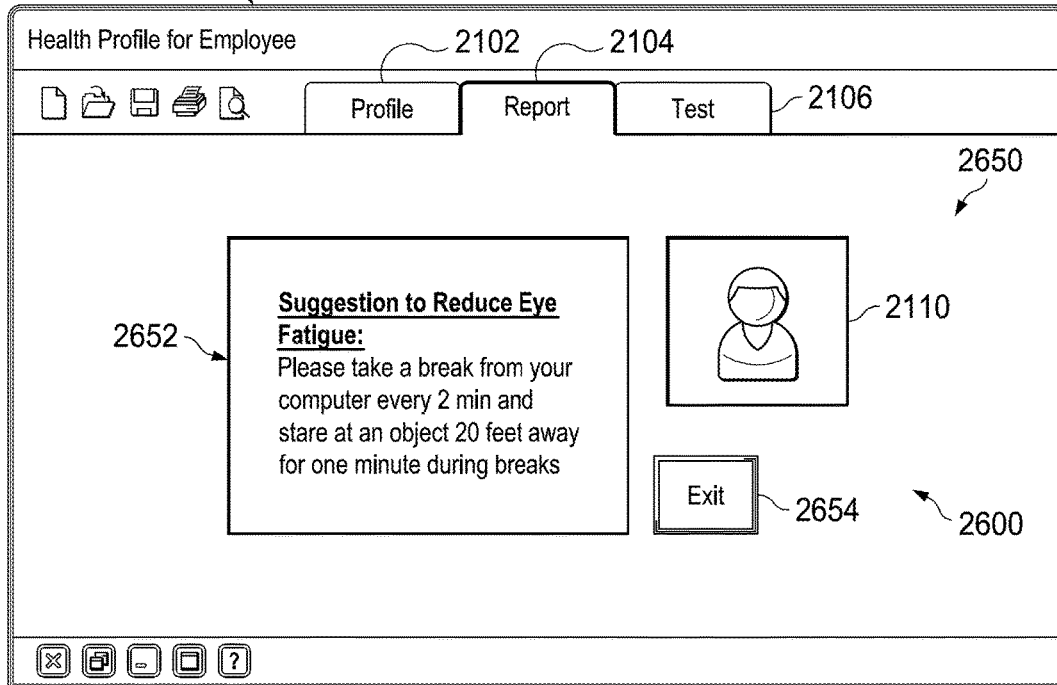 Health Profile for Employee
2102
2104
Profile
Report
Test
2106
2650
Suggestion to Reduce Eye
Fatigue:
Please take a break from your
computer every 2 min and
stare at an object 20 feet away
for one minute during breaks
2652
2110
Exit
2654
2600
?